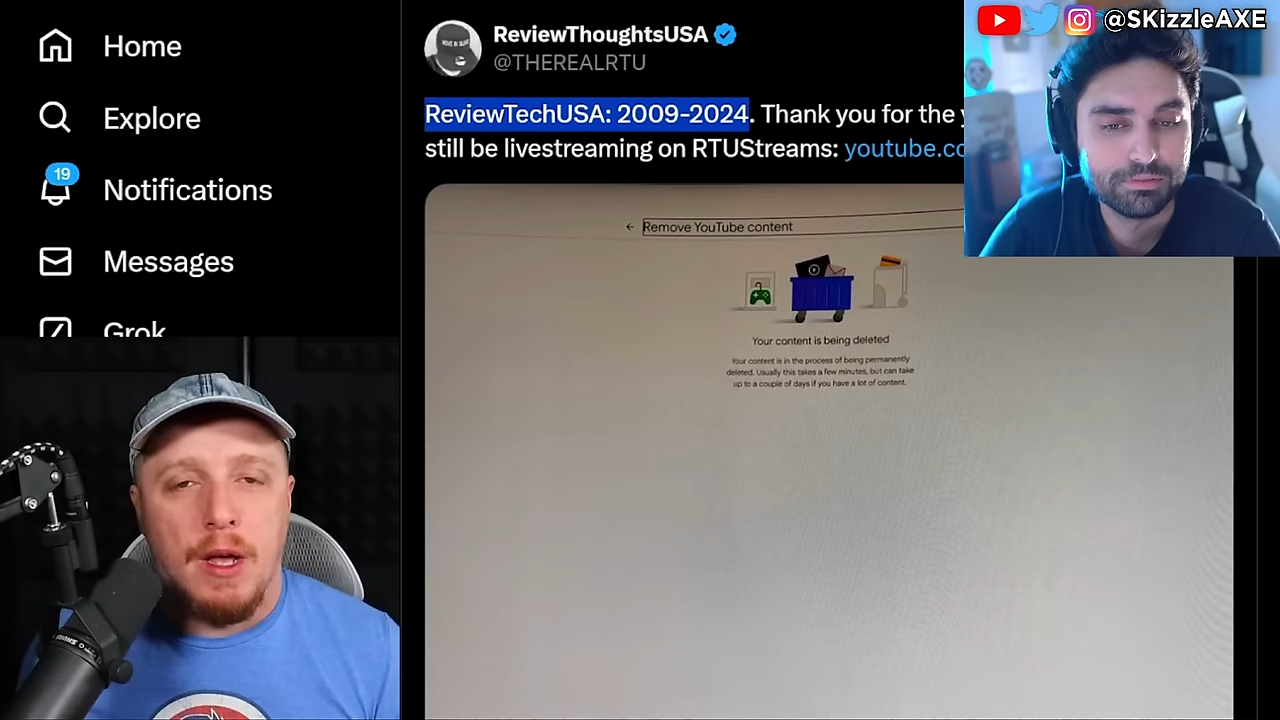 Home
Explore
19
Notifications
Messages
Grok
ReviewThoughtsUSA
@THEREALRTU
ReviewTechUSA: 2009-2024. Thank you for the
still be livestreaming on RTUStreams: youtube.co
Remove YouTube content
Your content is being deleted
Your content is in the process of being permanently
deleted. Usually this takes a few minutes, but can take
up to a couple of days if you have a lot of content.
@SKizzleAXE